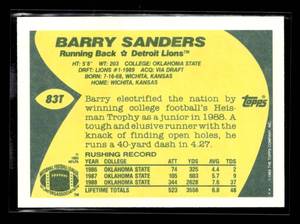 BARRY SANDERS
Running Back ✩ Detroit Lions™
HT: 5'8" WT: 203 COLLEGE: OKLAHOMA STATE
DRFT: LIONS #1-1989 ACQ: VIA DRAFT
BORN: 7-16-68, WICHITA, KANSAS
HOME: WICHITA, KANSAS
83T
Topps
Barry electrified the nation by
winning college football's Heis-
man Trophy as a junior in 1988. A
tough and elusive runner with the
knack of finding open holes, he
runs a 40-yard dash in 4.27.
RUSHING RECORD
YEAR CLUB ATT YDS AVG TD
1986 OKLAHOMA STATE 74 325 4.4 2
1987 OKLAHOMA STATE 105 603 5.7 9
1988 OKLAHOMA STATE 344 2628 7.6 37
LIFETIME TOTALS 523 3556 6.8 48